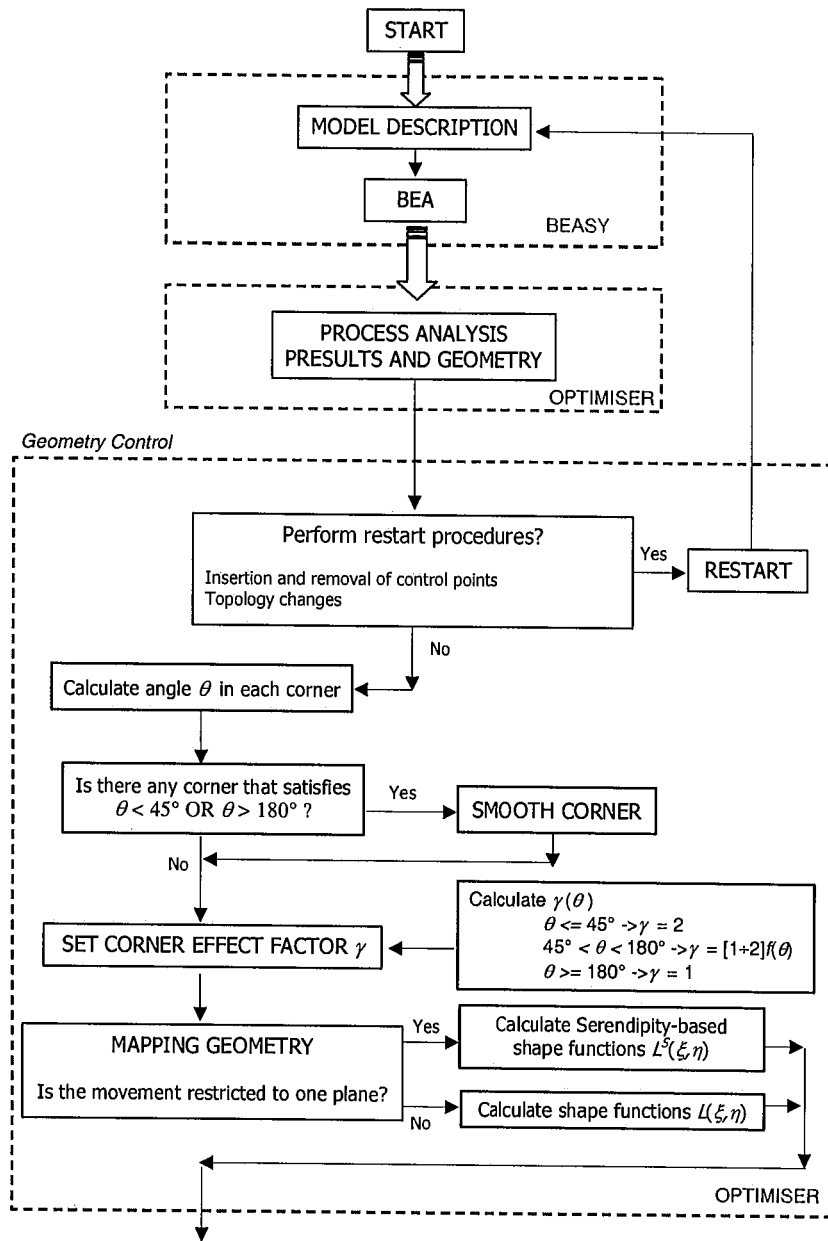 START
MODEL DESCRIPTION
BEA
BEASY
PROCESS ANALYSIS
PRESULTS AND GEOMETRY
OPTIMISER
Geometry Control
Perform restart procedures?
Insertion and removal of control points
Topology changes
Yes
RESTART
No
Calculate angle θ in each corner
Is there any corner that satisfies
θ < 45° OR θ > 180° ?
Yes
SMOOTH CORNER
No
Calculate γ(θ)
θ <= 45° ->γ = 2
45° < θ < 180° ->γ = [1÷2]f(θ)
θ >= 180° ->γ = 1
SET CORNER EFFECT FACTOR γ
MAPPING GEOMETRY
Is the movement restricted to one plane?
Yes
Calculate Serendipity-based
shape functions Lˢ(ξ,η)
No
Calculate shape functions L(ξ,η)
OPTIMISER